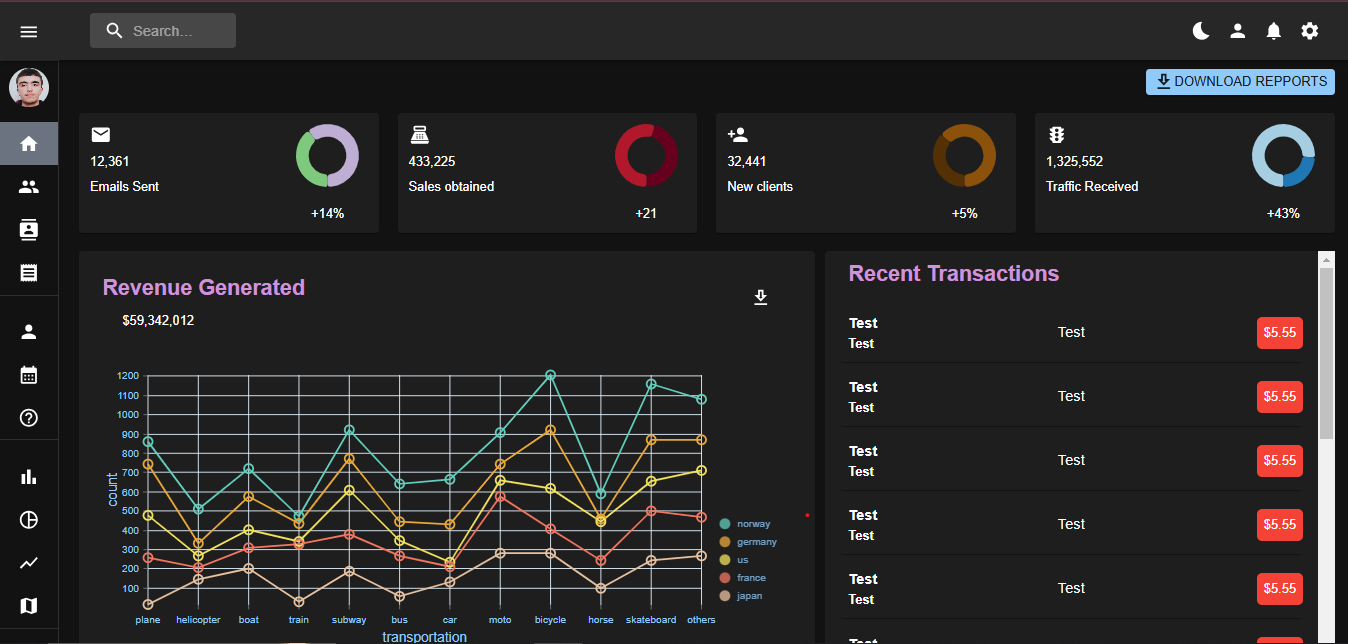 Search...
DOWNLOAD REPPORTS
12,361
Emails Sent
+14%
433,225
Sales obtained
+21
32,441
New clients
+5%
1,325,552
Traffic Received
+43%
Revenue Generated
$59,342,012
1200
1100
1000
900
800
700
600
500
400
300
200
100
count
plane helicopter boat train subway bus car moto bicycle horse skateboard others
transportation
norway
germany
us
france
japan
Recent Transactions
Test
Test
Test
$5.55
Test
Test
Test
$5.55
Test
Test
Test
$5.55
Test
Test
Test
$5.55
Test
Test
Test
$5.55